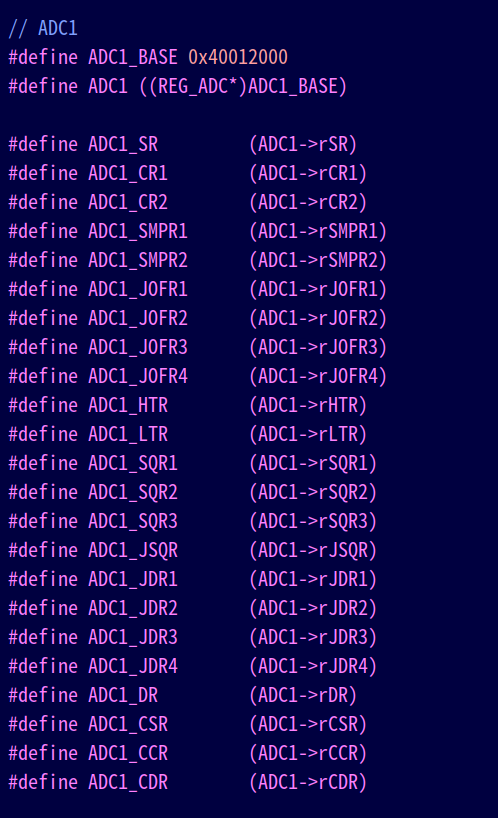 // ADC1
#define ADC1_BASE 0x40012000
#define ADC1 ((REG_ADC*)ADC1_BASE)

#define ADC1_SR         (ADC1->rSR)
#define ADC1_CR1        (ADC1->rCR1)
#define ADC1_CR2        (ADC1->rCR2)
#define ADC1_SMPR1      (ADC1->rSMPR1)
#define ADC1_SMPR2      (ADC1->rSMPR2)
#define ADC1_JOFR1      (ADC1->rJOFR1)
#define ADC1_JOFR2      (ADC1->rJOFR2)
#define ADC1_JOFR3      (ADC1->rJOFR3)
#define ADC1_JOFR4      (ADC1->rJOFR4)
#define ADC1_HTR        (ADC1->rHTR)
#define ADC1_LTR        (ADC1->rLTR)
#define ADC1_SQR1       (ADC1->rSQR1)
#define ADC1_SQR2       (ADC1->rSQR2)
#define ADC1_SQR3       (ADC1->rSQR3)
#define ADC1_JSQR       (ADC1->rJSQR)
#define ADC1_JDR1       (ADC1->rJDR1)
#define ADC1_JDR2       (ADC1->rJDR2)
#define ADC1_JDR3       (ADC1->rJDR3)
#define ADC1_JDR4       (ADC1->rJDR4)
#define ADC1_DR         (ADC1->rDR)
#define ADC1_CSR        (ADC1->rCSR)
#define ADC1_CCR        (ADC1->rCCR)
#define ADC1_CDR        (ADC1->rCDR)